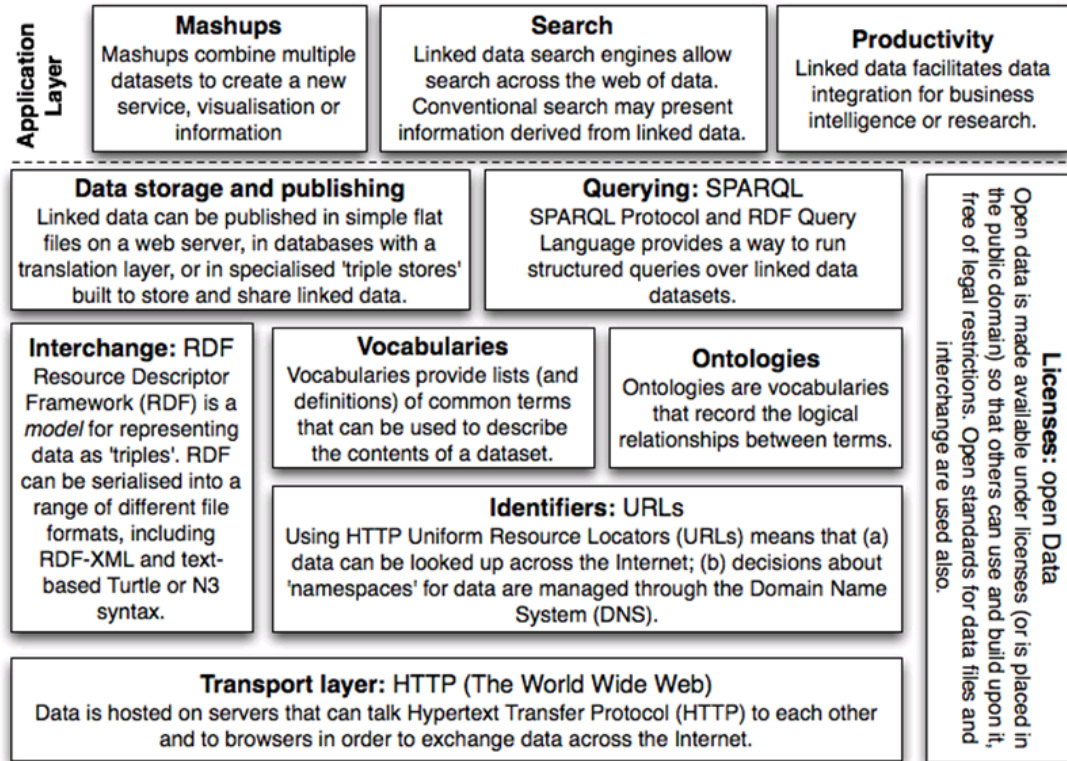 Application
Layer
Mashups
Mashups combine multiple
datasets to create a new
service, visualisation or
information
Search
Linked data search engines allow
search across the web of data.
Conventional search may present
information derived from linked data.
Productivity
Linked data facilitates data
integration for business
intelligence or research.
Data storage and publishing
Linked data can be published in simple flat
files on a web server, in databases with a
translation layer, or in specialised 'triple stores'
built to store and share linked data.
Querying: SPARQL
SPARQL Protocol and RDF Query
Language provides a way to run
structured queries over linked data
datasets.
Interchange: RDF
Resource Descriptor
Framework (RDF) is a
model for representing
data as 'triples'. RDF
can be serialised into a
range of different file
formats, including
RDF-XML and text-
based Turtle or N3
syntax.
Vocabularies
Vocabularies provide lists (and
definitions) of common terms
that can be used to describe
the contents of a dataset.
Ontologies
Ontologies are vocabularies
that record the logical
relationships between terms.
Identifiers: URLs
Using HTTP Uniform Resource Locators (URLs) means that (a)
data can be looked up across the Internet; (b) decisions about
'namespaces' for data are managed through the Domain Name
System (DNS).
Transport layer: HTTP (The World Wide Web)
Data is hosted on servers that can talk Hypertext Transfer Protocol (HTTP) to each other
and to browsers in order to exchange data across the Internet.
Licenses: open Data
Open data is made available under licenses (or is placed in
the public domain) so that others can use and build upon it,
free of legal restrictions. Open standards for data files and
interchange are used also.